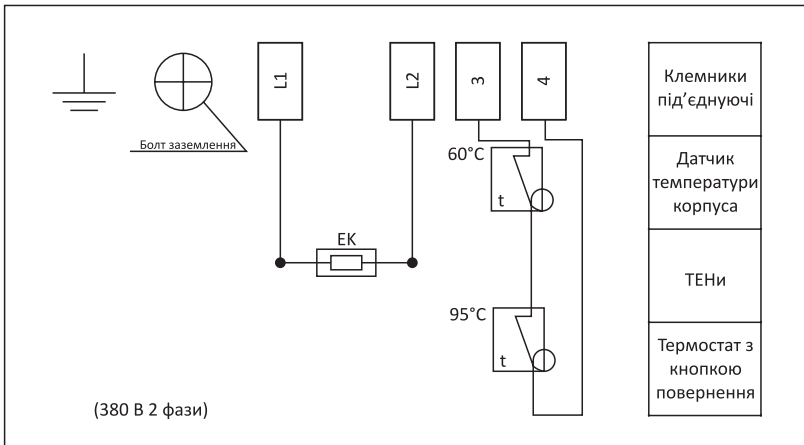 L1
L2
3
4
Болт заземлення
60°C
t
EK
95°C
t
(380 В 2 фази)
Клемники
під’єднуючі
Датчик
температури
корпуса
ТЕНи
Термостат з
кнопкою
повернення